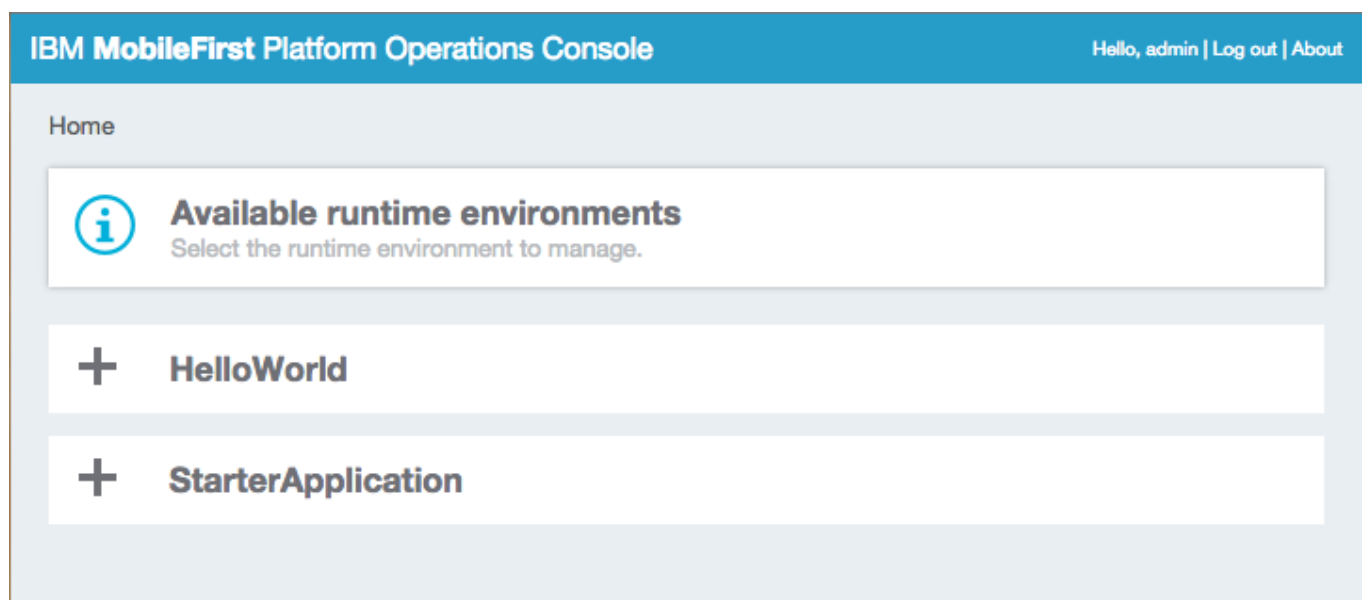 IBM MobileFirst Platform Operations Console
Hello, admin | Log out | About
Home
Available runtime environments
Select the runtime environment to manage.
HelloWorld
StarterApplication